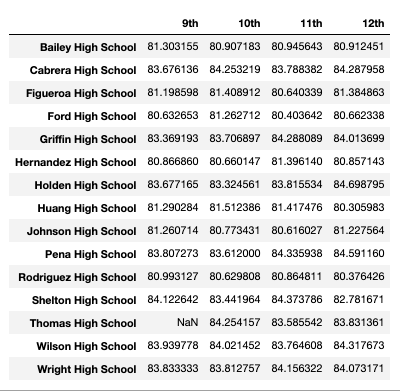 9th 10th 11th 12th
Bailey High School 81.303155 80.907183 80.945643 80.912451
Cabrera High School 83.676136 84.253219 83.788382 84.287958
Figueroa High School 81.198598 81.408912 80.640339 81.384863
Ford High School 80.632653 81.262712 80.403642 80.662338
Griffin High School 83.369193 83.706897 84.288089 84.013699
Hernandez High School 80.866860 80.660147 81.396140 80.857143
Holden High School 83.677165 83.324561 83.815534 84.698795
Huang High School 81.290284 81.512386 81.417476 80.305983
Johnson High School 81.260714 80.773431 80.616027 81.227564
Pena High School 83.807273 83.612000 84.335938 84.591160
Rodriguez High School 80.993127 80.629808 80.864811 80.376426
Shelton High School 84.122642 83.441964 84.373786 82.781671
Thomas High School NaN 84.254157 83.585542 83.831361
Wilson High School 83.939778 84.021452 83.764608 84.317673
Wright High School 83.833333 83.812757 84.156322 84.073171